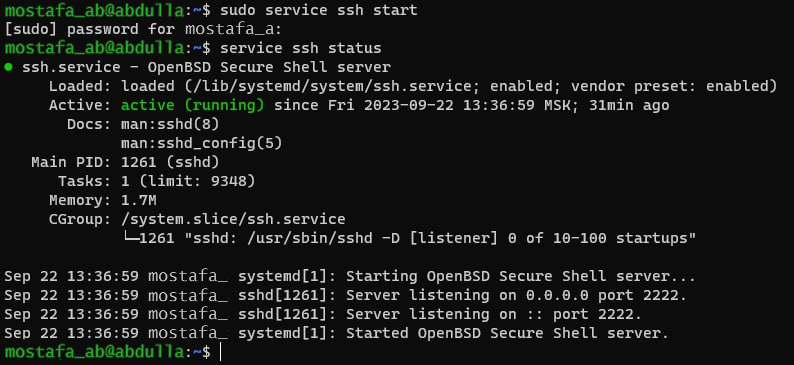 mostafa_ab@abdulla:~$ sudo service ssh start
[sudo] password for mostafa_a:
mostafa_ab@abdulla:~$ service ssh status
● ssh.service - OpenBSD Secure Shell server
Loaded: loaded (/lib/systemd/system/ssh.service; enabled; vendor preset: enabled)
Active: active (running) since Fri 2023-09-22 13:36:59 MSK; 31min ago
Docs: man:sshd(8)
man:sshd_config(5)
Main PID: 1261 (sshd)
Tasks: 1 (limit: 9348)
Memory: 1.7M
CGroup: /system.slice/ssh.service
└─1261 "sshd: /usr/sbin/sshd -D [listener] 0 of 10-100 startups"
Sep 22 13:36:59 mostafa_ systemd[1]: Starting OpenBSD Secure Shell server...
Sep 22 13:36:59 mostafa_ sshd[1261]: Server listening on 0.0.0.0 port 2222.
Sep 22 13:36:59 mostafa_ sshd[1261]: Server listening on :: port 2222.
Sep 22 13:36:59 mostafa_ systemd[1]: Started OpenBSD Secure Shell server.
mostafa_ab@abdulla:~$